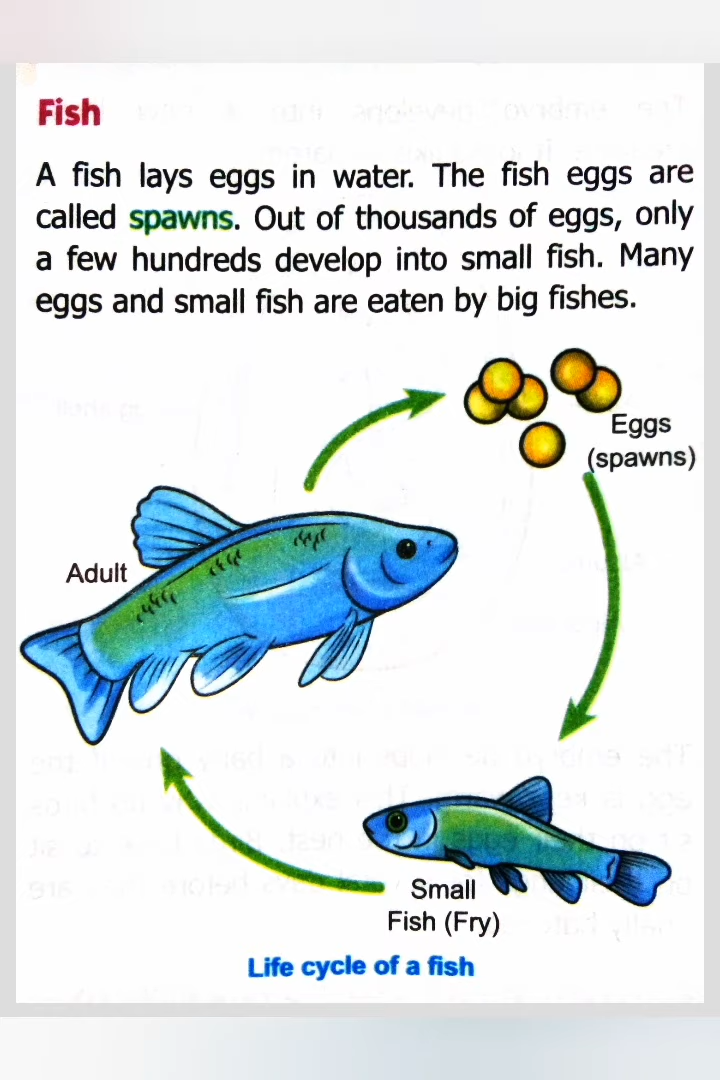 Fish
A fish lays eggs in water. The fish eggs are
called spawns. Out of thousands of eggs, only
a few hundreds develop into small fish. Many
eggs and small fish are eaten by big fishes.
Eggs
(spawns)
Adult
Small
Fish (Fry)
Life cycle of a fish